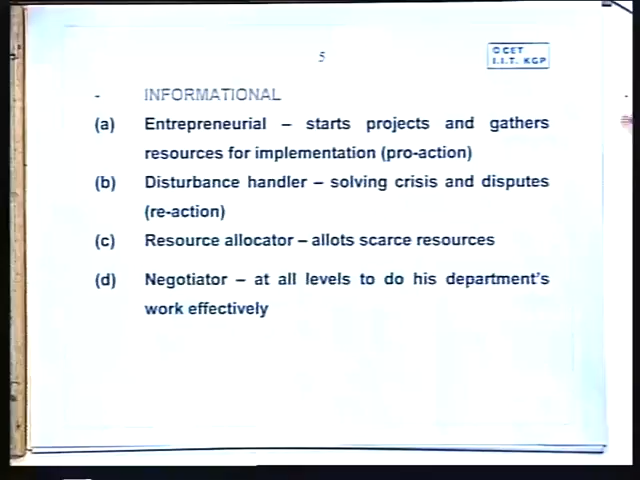 5
© CET
I.I.T. KGP
- INFORMATIONAL
(a) Entrepreneurial – starts projects and gathers
resources for implementation (pro-action)
(b) Disturbance handler – solving crisis and disputes
(re-action)
(c) Resource allocator – allots scarce resources
(d) Negotiator – at all levels to do his department's
work effectively